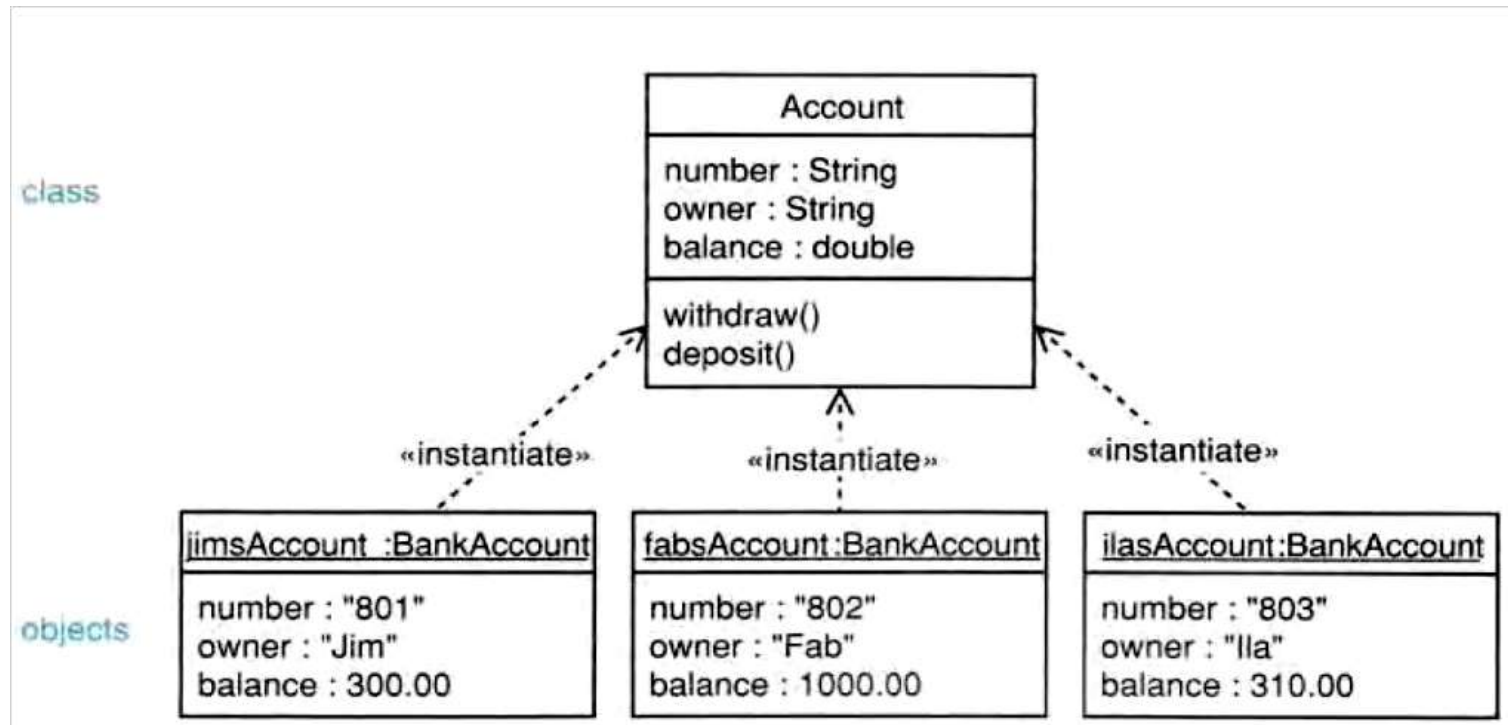 Account
class
number : String
owner : String
balance : double
withdraw()
deposit()
«instantiate»
«instantiate»
«instantiate»
jimsAccount :BankAccount
fabsAccount:BankAccount
ilasAccount:BankAccount
objects
number : "801"
owner : "Jim"
balance : 300.00
number : "802"
owner : "Fab"
balance : 1000.00
number : "803"
owner : "Ila"
balance : 310.00